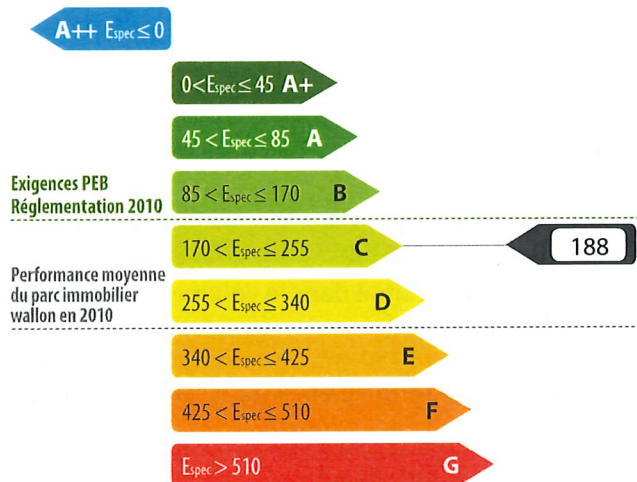 A++ Espec ≤ 0
0 < Espec ≤ 45 A+
45 < Espec ≤ 85 A
Exigences PEB
Réglementation 2010
85 < Espec ≤ 170 B
170 < Espec ≤ 255 C
188
Performance moyenne
du parc immobilier
wallon en 2010
255 < Espec ≤ 340 D
340 < Espec ≤ 425 E
425 < Espec ≤ 510 F
Espec > 510 G